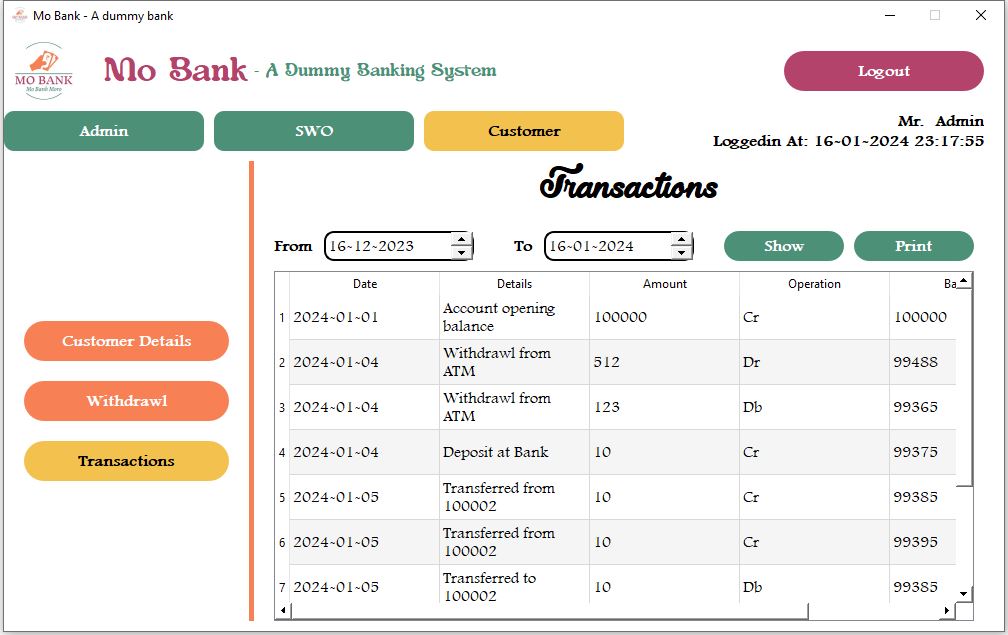 Mo Bank - A dummy bank
MO BANK
Mo Bank Moro
Mo Bank - A Dummy Banking System
Logout
Admin
SWO
Customer
Mr. Admin
Loggedin At: 16-01-2024 23:17:55
Transactions
From 16-12-2023 To 16-01-2024 Show Print
Customer Details
Withdrawl
Transactions
Date Details Amount Operation Ba
1 2024-01-01 Account opening balance 100000 Cr 100000
2 2024-01-04 Withdrawl from ATM 512 Dr 99488
3 2024-01-04 Withdrawl from ATM 123 Db 99365
4 2024-01-04 Deposit at Bank 10 Cr 99375
5 2024-01-05 Transferred from 100002 10 Cr 99385
6 2024-01-05 Transferred from 100002 10 Cr 99395
7 2024-01-05 Transferred to 100002 10 Db 99385